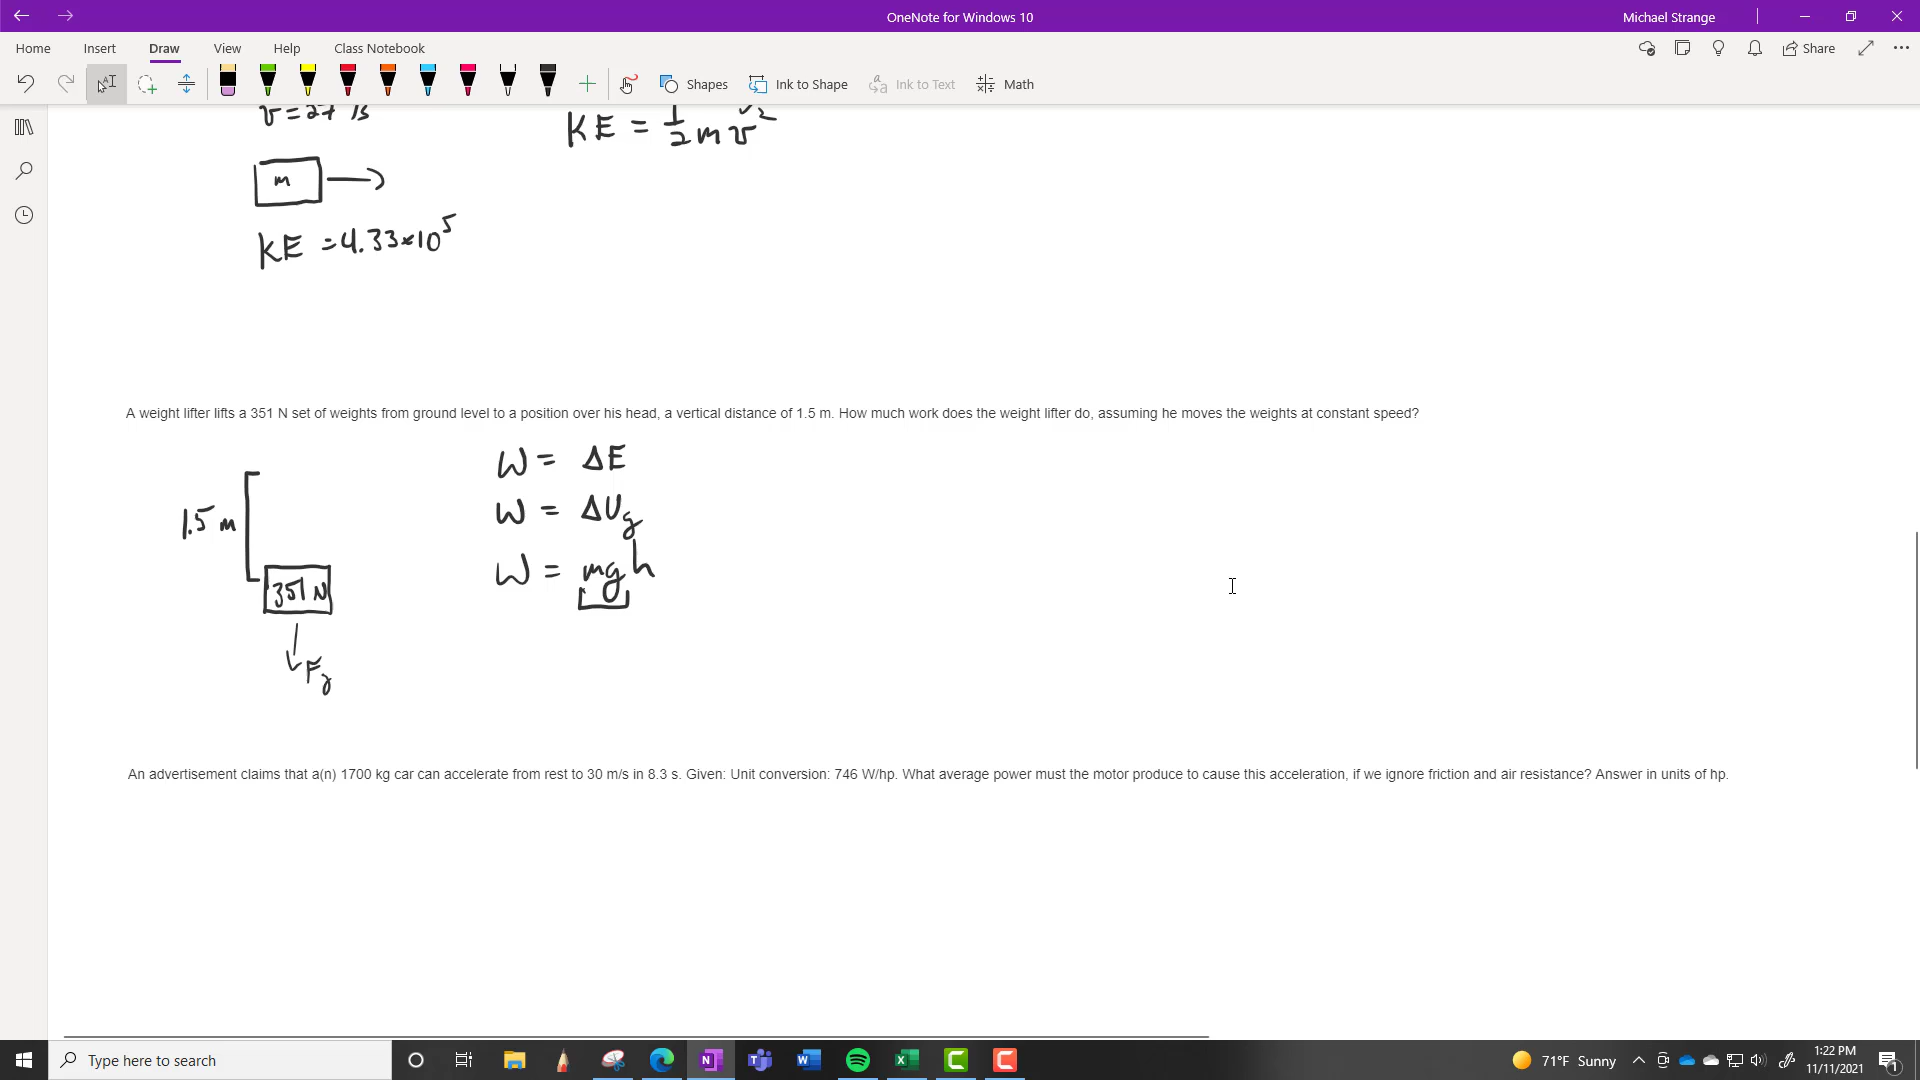 OneNote for Windows 10
Michael Strange
Home Insert Draw View Help Class Notebook
Share
Shapes Ink to Shape Ink to Text Math
KE = 1/2 m v²
m
KE = 4.33×10⁵
A weight lifter lifts a 351 N set of weights from ground level to a position over his head, a vertical distance of 1.5 m. How much work does the weight lifter do, assuming he moves the weights at constant speed?
W = ΔE
1.5 m
W = ΔUg
W = mgh
351 N
Fg
An advertisement claims that a(n) 1700 kg car can accelerate from rest to 30 m/s in 8.3 s. Given: Unit conversion: 746 W/hp. What average power must the motor produce to cause this acceleration, if we ignore friction and air resistance? Answer in units of hp.
Type here to search
71°F Sunny
1:22 PM
11/11/2021